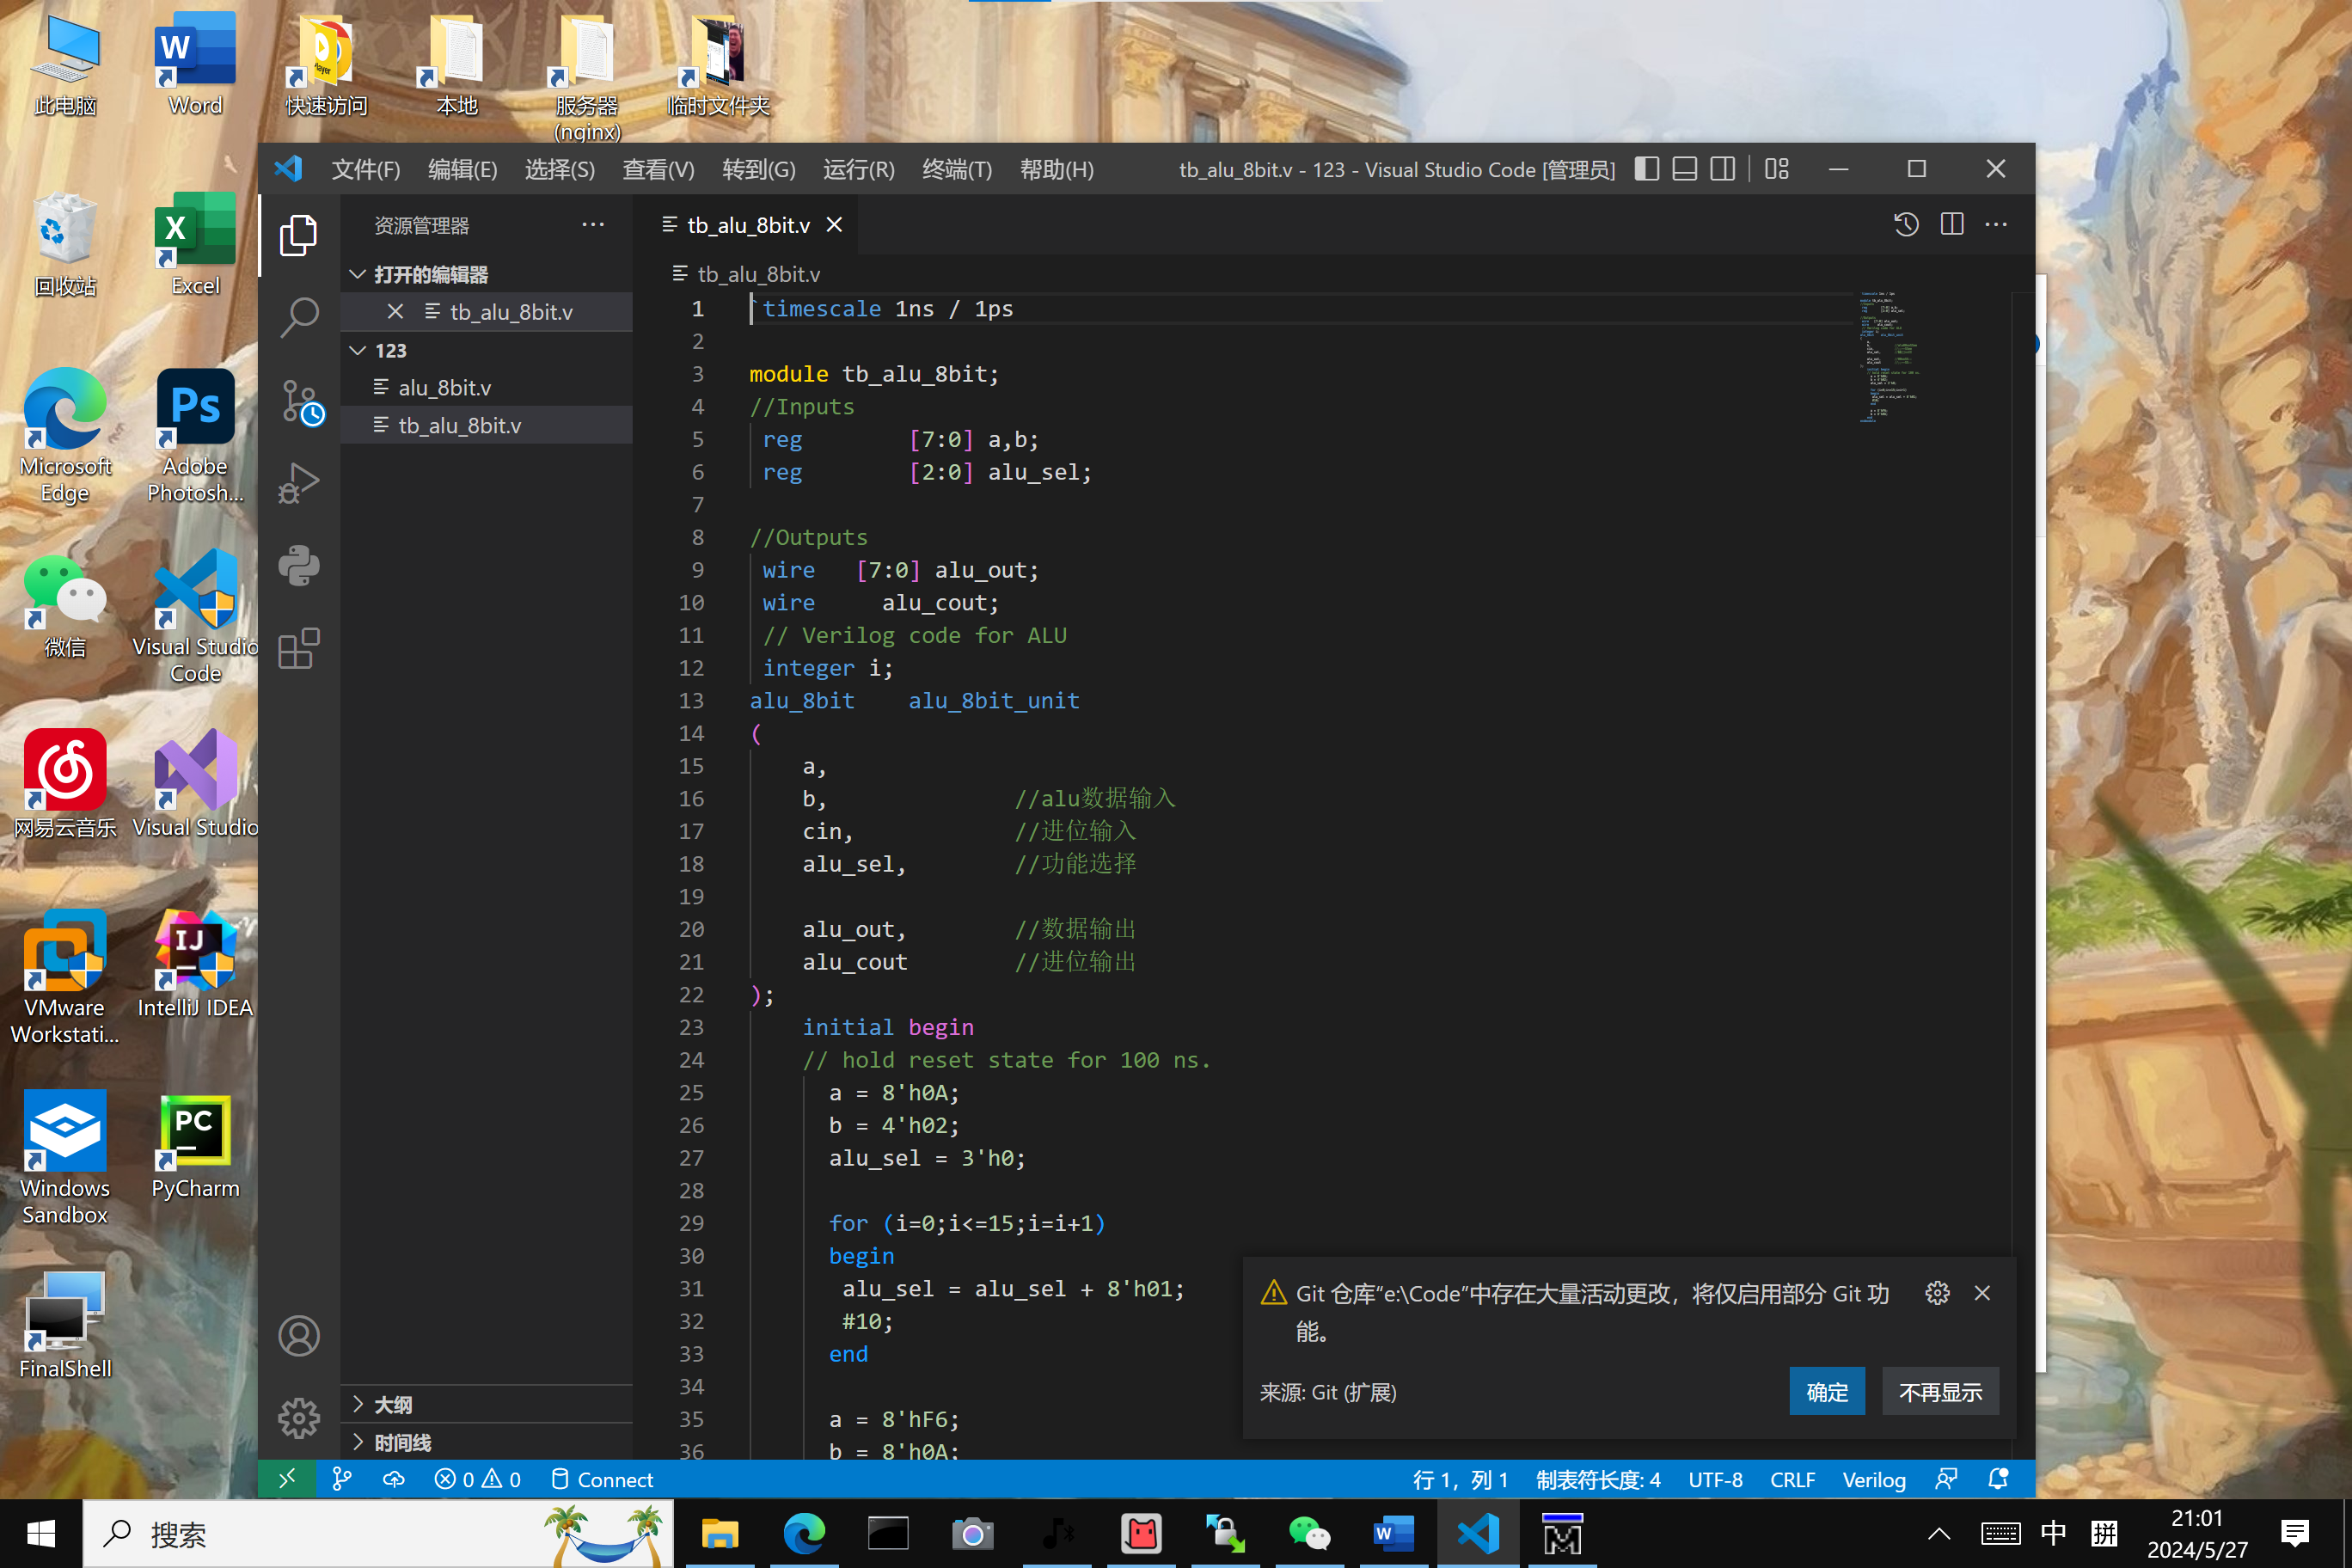 此电脑
Word
快速访问
本地
服务器
(nginx)
临时文件夹
回收站
Excel
Microsoft
Edge
Adobe
Photosh...
微信
Visual Studio
Code
网易云音乐
Visual Studio
VMware
Workstati...
IntelliJ IDEA
Windows
Sandbox
PyCharm
FinalShell
文件(F) 编辑(E) 选择(S) 查看(V) 转到(G) 运行(R) 终端(T) 帮助(H)
tb_alu_8bit.v - 123 - Visual Studio Code [管理员]
资源管理器
打开的编辑器
tb_alu_8bit.v
123
alu_8bit.v
tb_alu_8bit.v
大纲
时间线
tb_alu_8bit.v
tb_alu_8bit.v
1 `timescale 1ns / 1ps
2
3 module tb_alu_8bit;
4 //Inputs
5 reg [7:0] a,b;
6 reg [2:0] alu_sel;
7
8 //Outputs
9 wire [7:0] alu_out;
10 wire alu_cout;
11 // Verilog code for ALU
12 integer i;
13 alu_8bit alu_8bit_unit
14 (
15 a,
16 b, //alu数据输入
17 cin, //进位输入
18 alu_sel, //功能选择
19
20 alu_out, //数据输出
21 alu_cout //进位输出
22 );
23 initial begin
24 // hold reset state for 100 ns.
25 a = 8'h0A;
26 b = 4'h02;
27 alu_sel = 3'h0;
28
29 for (i=0;i<=15;i=i+1)
30 begin
31 alu_sel = alu_sel + 8'h01;
32 #10;
33 end
34
35 a = 8'hF6;
36 b = 8'h0A;
Git 仓库“e:\Code”中存在大量活动更改，将仅启用部分 Git 功
能。
来源: Git (扩展)
确定
不再显示
0 0 Connect
行 1，列 1 制表符长度: 4 UTF-8 CRLF Verilog
搜索
中 拼
21:01
2024/5/27